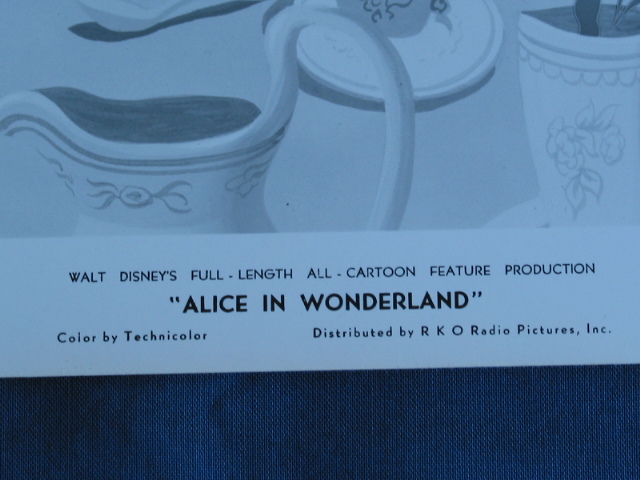 WALT DISNEY'S FULL - LENGTH ALL - CARTOON FEATURE PRODUCTION
"ALICE IN WONDERLAND"
Color by Technicolor Distributed by R K O Radio Pictures, Inc.